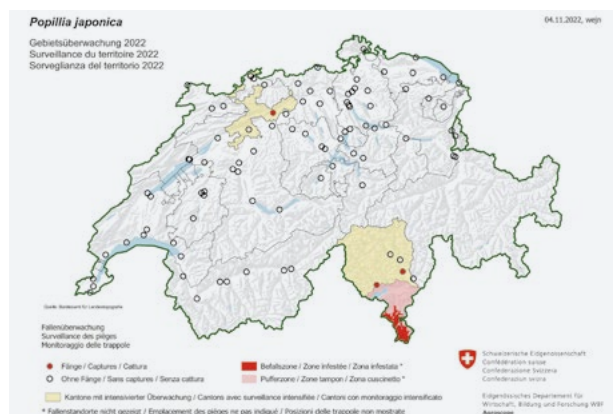 Popillia japonica
04.11.2022, wejn
Gebietsüberwachung 2022
Surveillance du territoire 2022
Sorveglianza del territorio 2022
Quelle: Bundesamt für Landestopografie
Fallenüberwachung
Surveillance des pièges
Monitoraggio delle trappole
Fänge / Captures / Cattura
Ohne Fänge / Sans captures / Senza cattura
Kantone mit intensivierter Überwachung / Cantons avec surveillance intensifiée / Cantoni con monitoraggio intensificato
Befallszone / Zone infestée / Zona infestata *
Pufferzone / Zone tampon / Zona cuscinetto *
* Fallenstandorte nicht gezeigt / Emplacement des pièges ne pas indiqué / Posizioni delle trappole non mostrate
Schweizerische Eidgenossenschaft
Confédération suisse
Confederazione Svizzera
Confederaziun svizra
Eidgenössisches Departement für
Wirtschaft, Bildung und Forschung WBF